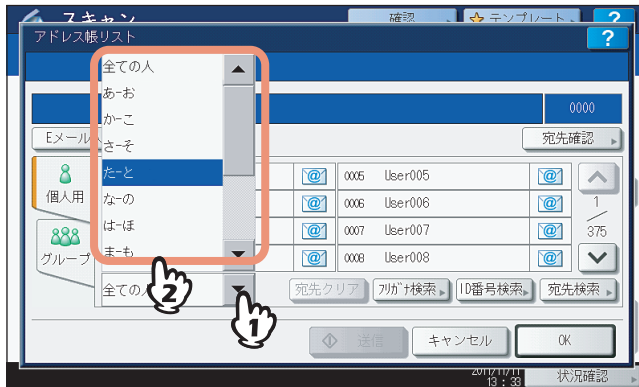 スキャン
確認
テンプレート
?
アドレス帳リスト
?
全ての人
あ-お
か-こ
さ-そ
た-と
な-の
は-ほ
ま-も
0000
Eメール
宛先確認
個人用
グループ
0005 User005
0006 User006
0007 User007
0008 User008
1
375
2
全ての人
1
宛先クリア
フリガナ検索
ID番号検索
宛先検索
送信
キャンセル
OK
2011/11/11
13:33
状況確認